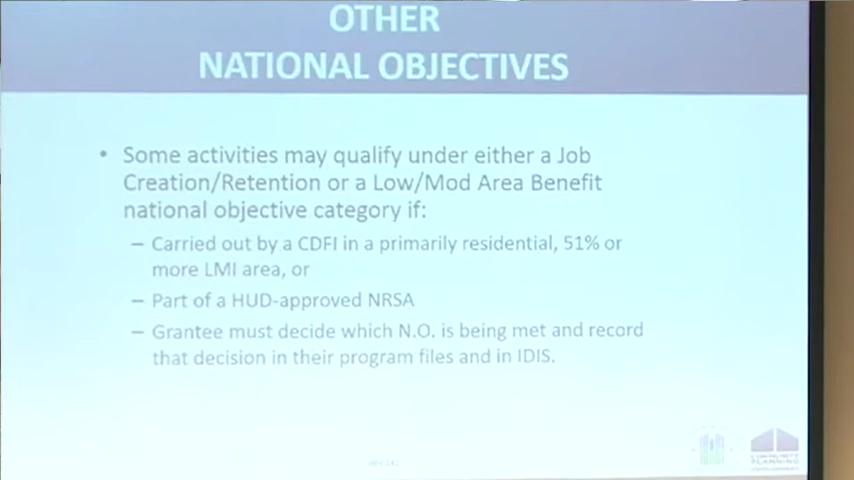 OTHER
NATIONAL OBJECTIVES
• Some activities may qualify under either a Job
Creation/Retention or a Low/Mod Area Benefit
national objective category if:
– Carried out by a CDFI in a primarily residential, 51% or
more LMI area, or
– Part of a HUD-approved NRSA
– Grantee must decide which N.O. is being met and record
that decision in their program files and in IDIS.
COMMUNITY
PLANNING